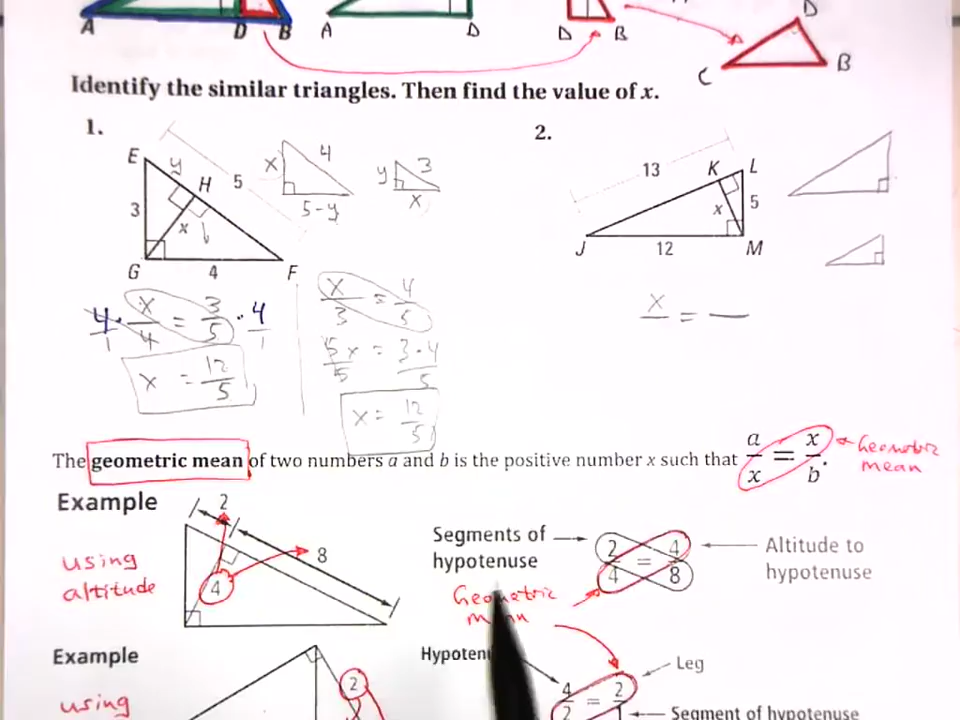 A D B A D D B
D
C B
Identify the similar triangles. Then find the value of x.
1.
E y H 5
3 x
G 4 F
x 4
5-y
y 3
x
4/1 · x/4 = 3/5 · 4/1
x = 12/5
x/3 = 4/5
5x/5 = 3·4/5
x = 12/5
2.
13 K L
x 5
J 12 M
x/ = 
The geometric mean of two numbers a and b is the positive number x such that a/x = x/b.
Geometric
mean
Example
using
altitude
2
8
4
Segments of
hypotenuse
2/4 = 4/8
Altitude to
hypotenuse
Geometric
mean
Example
using
2
Hypoten
4/2 = 2/1
Leg
Segment of hypotenuse